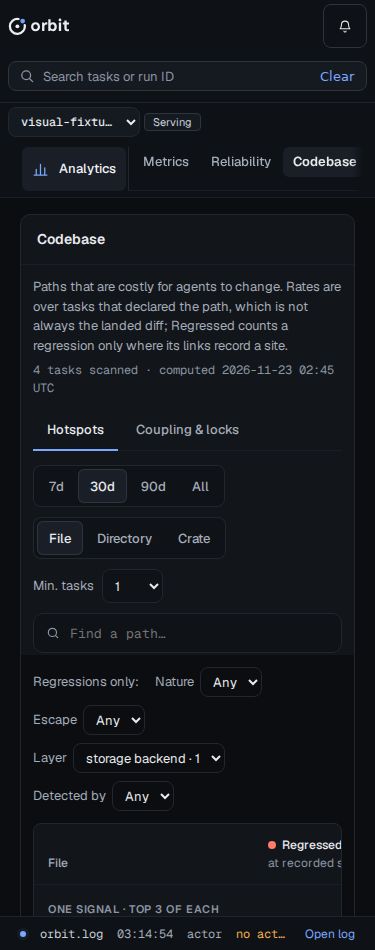 orbit
Search tasks or run ID Clear
visual-fixtu… Serving
Analytics Metrics Reliability Codebase
Codebase
Paths that are costly for agents to change. Rates are
over tasks that declared the path, which is not
always the landed diff; Regressed counts a
regression only where its links record a site.
4 tasks scanned · computed 2026-11-23 02:45
UTC
Hotspots Coupling & locks
7d 30d 90d All
File Directory Crate
Min. tasks 1
Find a path…
Regressions only: Nature Any
Escape Any
Layer storage backend · 1
Detected by Any
Regressed
File at recorded s
ONE SIGNAL · TOP 3 OF EACH
orbit.log 03:14:54 actor no act… Open log